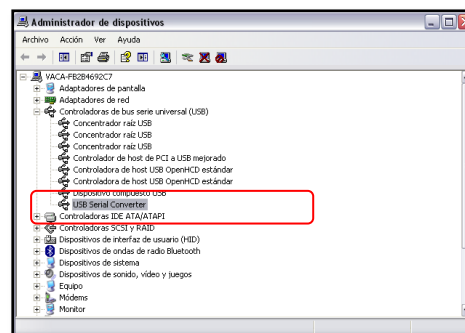 Administrador de dispositivos
Archivo Acción Ver Ayuda
VACA-FB2B4692C7
Adaptadores de pantalla
Adaptadores de red
Controladoras de bus serie universal (USB)
Concentrador raíz USB
Concentrador raíz USB
Concentrador raíz USB
Controlador de host de PCI a USB mejorado
Controladora de host USB OpenHCD estándar
Controladora de host USB OpenHCD estándar
Dispositivo compuesto USB
USB Serial Converter
Controladoras IDE ATA/ATAPI
Controladoras SCSI y RAID
Dispositivos de interfaz de usuario (HID)
Dispositivos de ondas de radio Bluetooth
Dispositivos de sistema
Dispositivos de sonido, vídeo y juegos
Equipo
Módems
Monitor